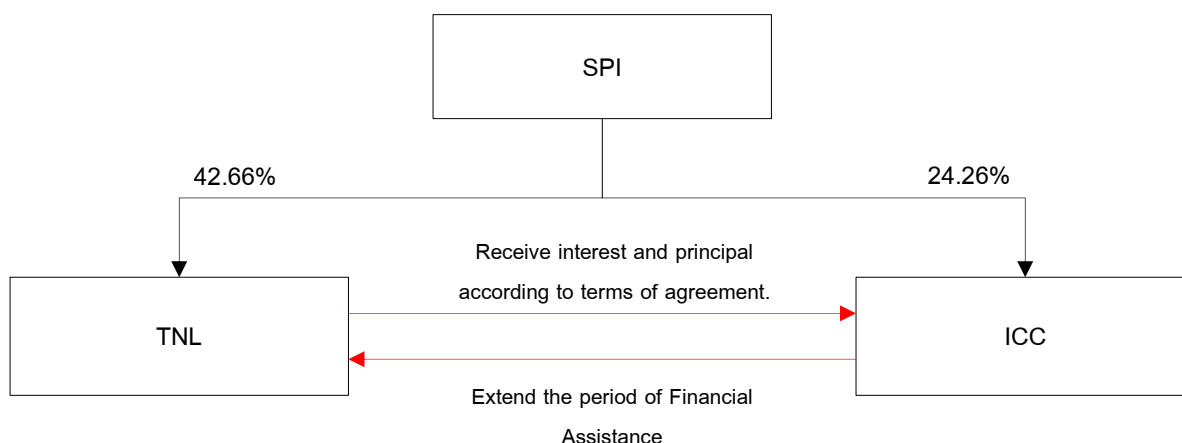 SPI
42.66%
24.26%
Receive interest and principal
according to terms of agreement.
TNL
ICC
Extend the period of Financial
Assistance